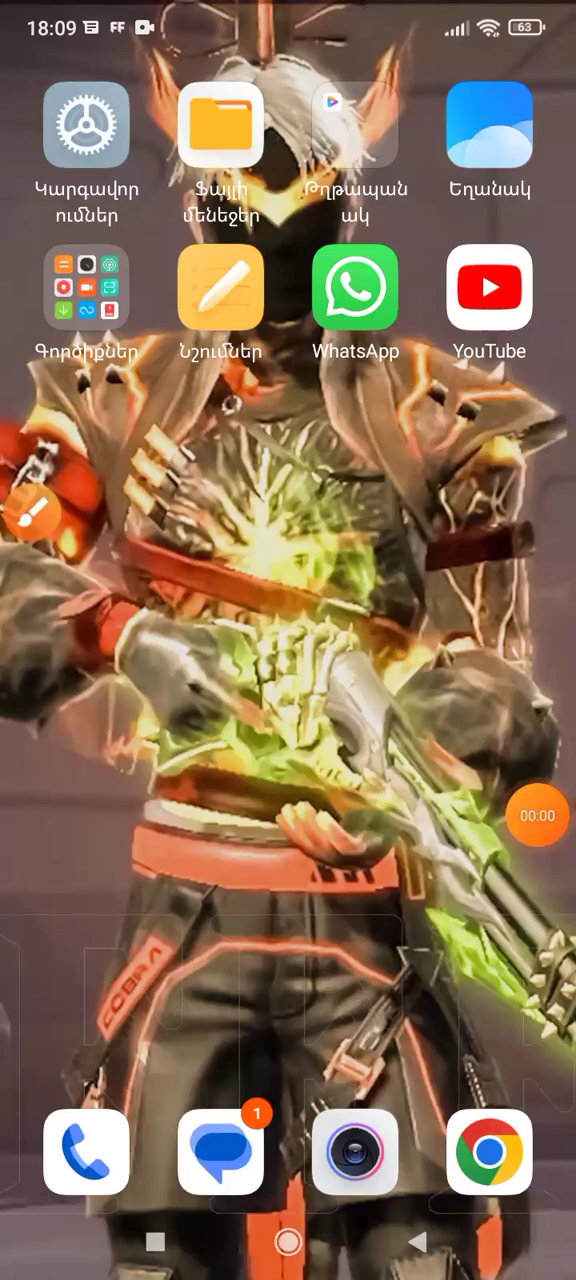 18:09 FF 63
Կարգավոր
ումներ
Ֆայլի
մենեջեր
Թղթապան
ակ
Եղանակ
Գործիքներ
Նշումներ
WhatsApp
YouTube
00:00
COBRA
1